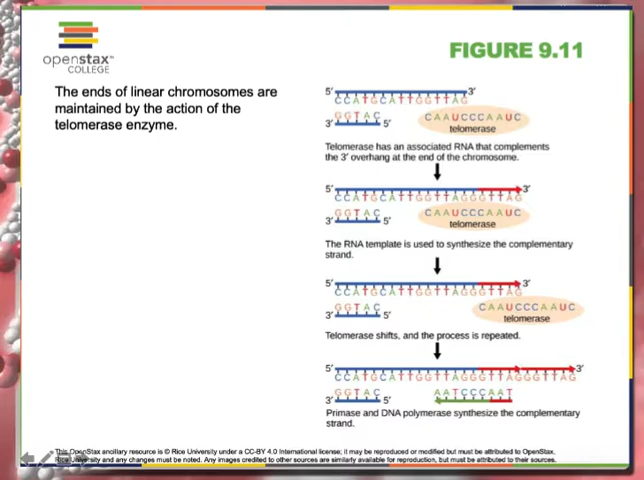 openstax™
COLLEGE
FIGURE 9.11
The ends of linear chromosomes are
maintained by the action of the
telomerase enzyme.
5′ 3′
CCATGCATTGGTTAG
GGTAC
3′ 5′
CAAUCCCAAUC
telomerase
Telomerase has an associated RNA that complements
the 3′ overhang at the end of the chromosome.
5′ 3′
CCATGCATTGGTTAGGGTTAG
GGTAC
3′ 5′
CAAUCCCAAUC
telomerase
The RNA template is used to synthesize the complementary
strand.
5′ 3′
CCATGCATTGGTTAGGGTTAG
GGTAC
3′ 5′
CAAUCCCAAUC
telomerase
Telomerase shifts, and the process is repeated.
5′ 3′
CCATGCATTGGTTAGGGTTAGGGTTAG
GGTAC AATCCCAAT
3′ 5′
Primase and DNA polymerase synthesize the complementary
strand.
This OpenStax ancillary resource is © Rice University under a CC-BY 4.0 International license; it may be reproduced or modified but must be attributed to OpenStax,
Rice University and any changes must be noted. Any images credited to other sources are similarly available for reproduction, but must be attributed to their sources.